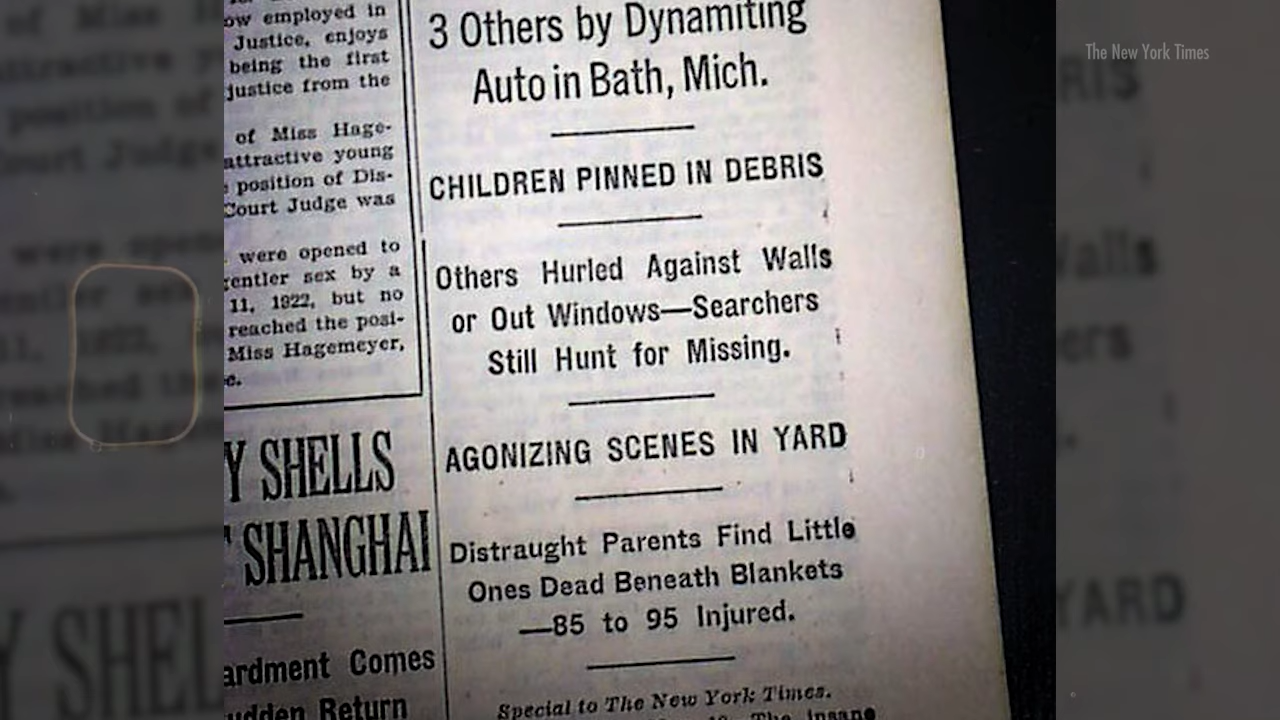 The New York Times
ow employed in
Justice, enjoys
being the first
justice from the
of Miss Hage-
attractive young
position of Dis-
Court Judge was
were opened to
entler sex by a
11, 1922, but no
reached the posi-
Miss Hagemeyer,
Y SHELLS
SHANGHAI
ardment Comes
udden Return
3 Others by Dynamiting
Auto in Bath, Mich.
CHILDREN PINNED IN DEBRIS
Others Hurled Against Walls
or Out Windows—Searchers
Still Hunt for Missing.
AGONIZING SCENES IN YARD
Distraught Parents Find Little
Ones Dead Beneath Blankets
—85 to 95 Injured.
Special to The New York Times.
The insane